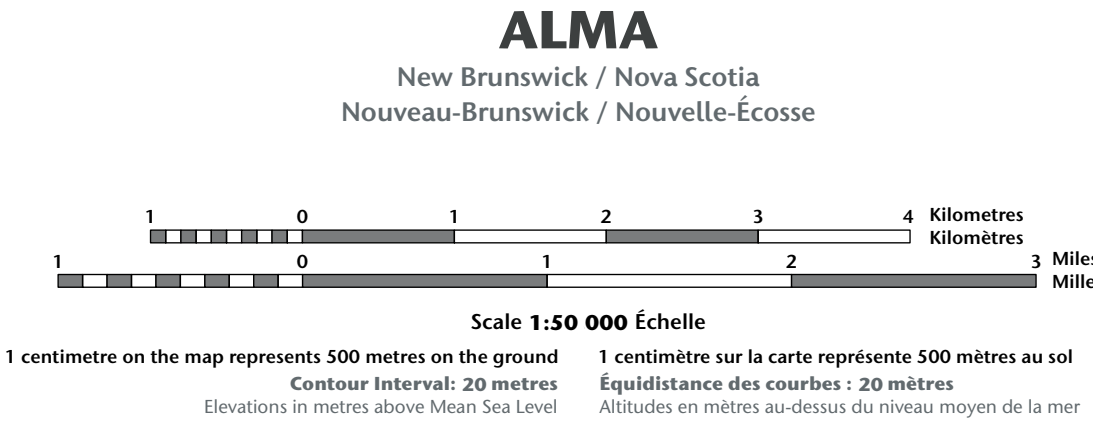 ALMA
New Brunswick / Nova Scotia
Nouveau-Brunswick / Nouvelle-Écosse
1 0 1 2 3 4 Kilometres
Kilomètres
1 0 1 2 3 Miles
Mille
Scale 1:50 000 Échelle
1 centimetre on the map represents 500 metres on the ground 1 centimètre sur la carte représente 500 mètres au sol
Contour Interval: 20 metres Équidistance des courbes : 20 mètres
Elevations in metres above Mean Sea Level Altitudes en mètres au-dessus du niveau moyen de la mer